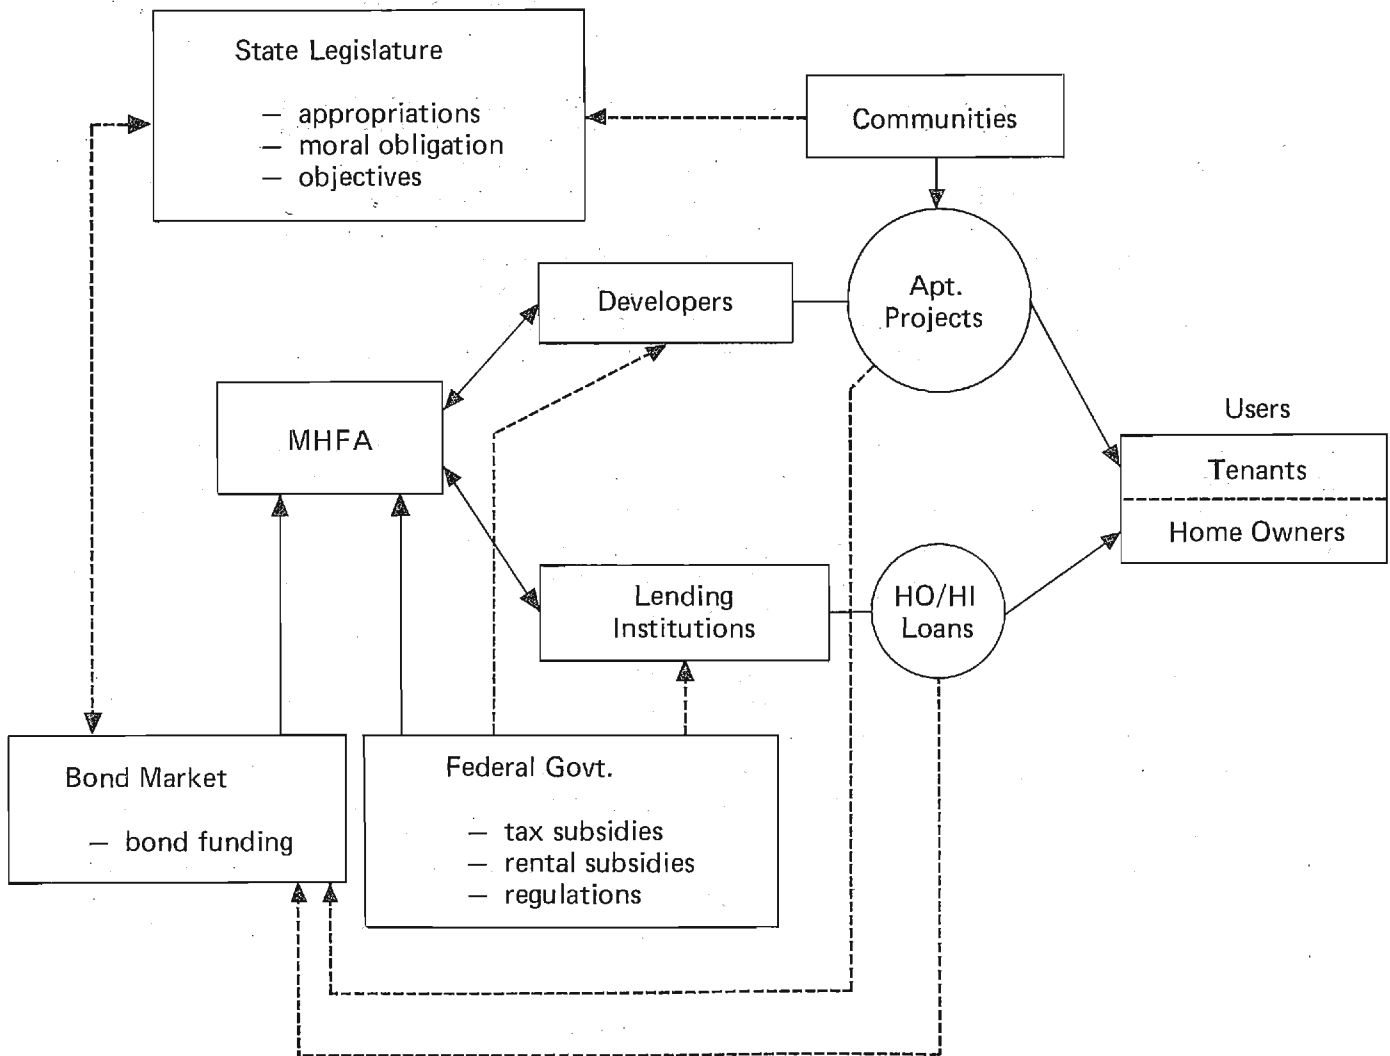 State Legislature
— appropriations
— moral obligation
— objectives
Communities
Developers
Apt.
Projects
MHFA
Users
Tenants
Home Owners
Lending
Institutions
HO/HI
Loans
Bond Market
— bond funding
Federal Govt.
— tax subsidies
— rental subsidies
— regulations